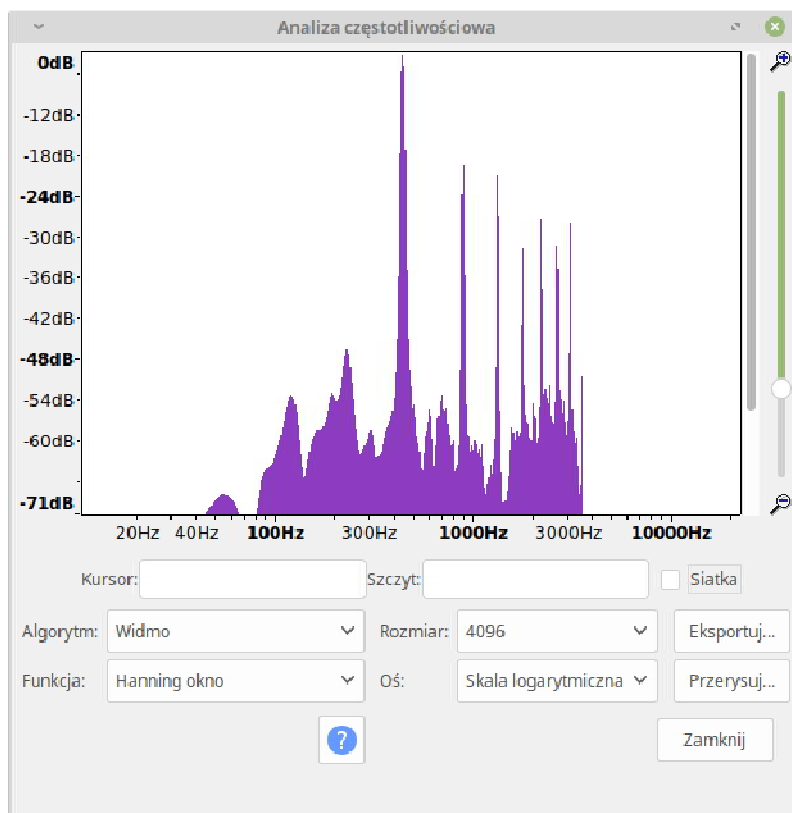 Analiza częstotliwościowa
0dB
-12dB
-18dB
-24dB
-30dB
-36dB
-42dB
-48dB
-54dB
-60dB
-71dB
20Hz 40Hz 100Hz 300Hz 1000Hz 3000Hz 10000Hz
Kursor: Szczyt: Siatka
Algorytm: Widmo Rozmiar: 4096 Eksportuj...
Funkcja: Hanning okno Oś: Skala logarytmiczna Przerysuj...
? Zamknij